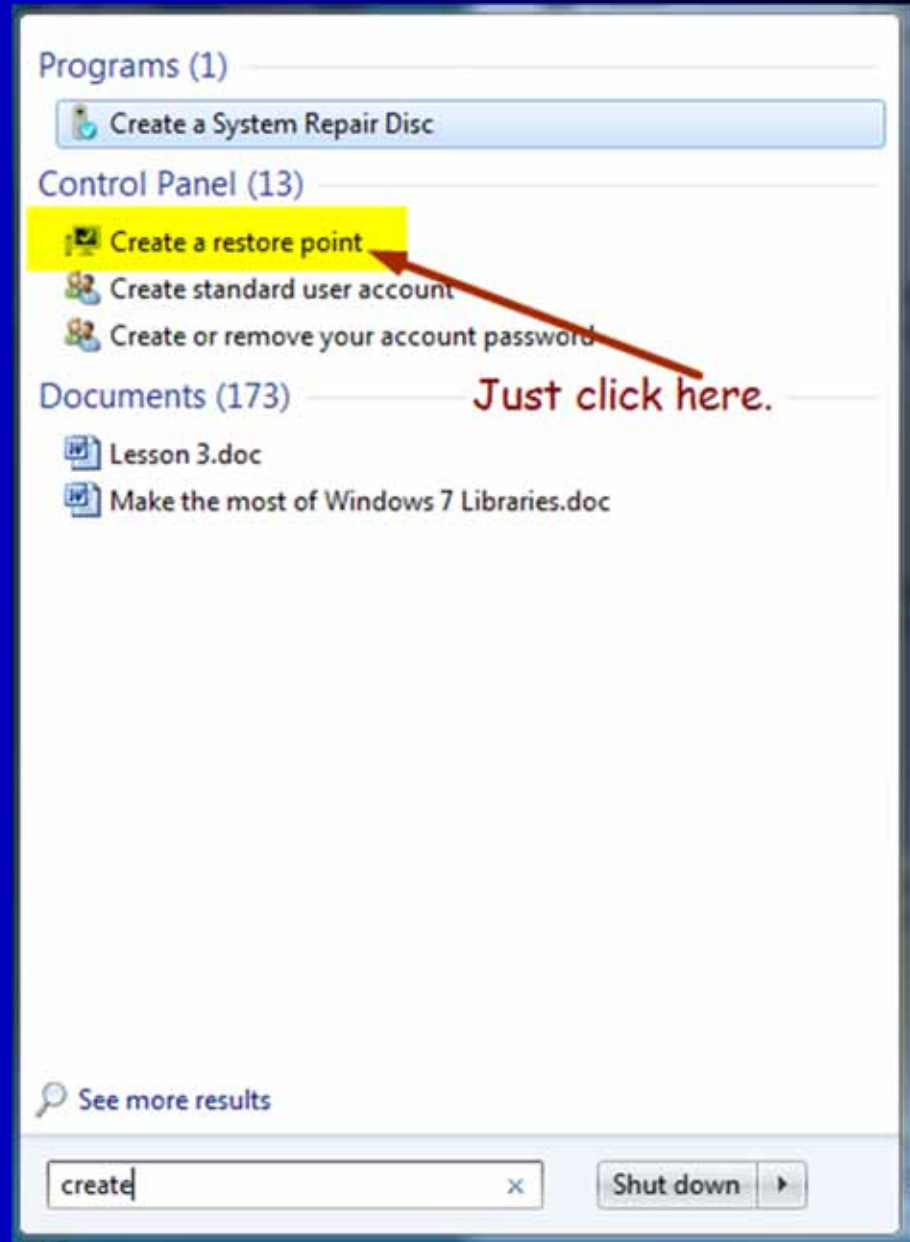 Programs (1)
Create a System Repair Disc
Control Panel (13)
Create a restore point
Create standard user account
Create or remove your account password
Documents (173)
Just click here.
Lesson 3.doc
Make the most of Windows 7 Libraries.doc
See more results
create
Shut down